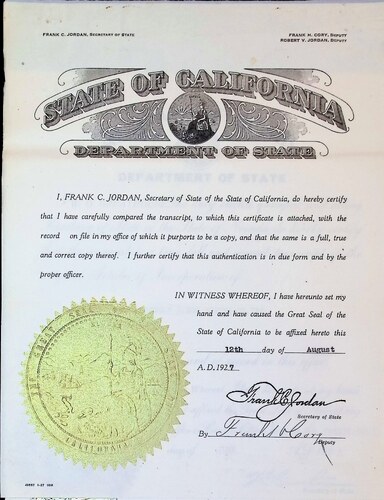 FRANK C. JORDAN, SECRETARY OF STATE
FRANK H. CORY, DEPUTY
ROBERT V. JORDAN, DEPUTY
STATE OF CALIFORNIA
DEPARTMENT OF STATE
I, FRANK C. JORDAN, Secretary of State of the State of California, do hereby certify
that I have carefully compared the transcript, to which this certificate is attached, with the
record on file in my office of which it purports to be a copy, and that the same is a full, true
and correct copy thereof. I further certify that this authentication is in due form and by the
proper officer.
IN WITNESS WHEREOF, I have hereunto set my
hand and have caused the Great Seal of the
State of California to be affixed hereto this
12th day of August
A. D. 1927
Frank C. Jordan
Secretary of State
By Frank H. Cory
Deputy
THE GREAT SEAL
CALIFORNIA